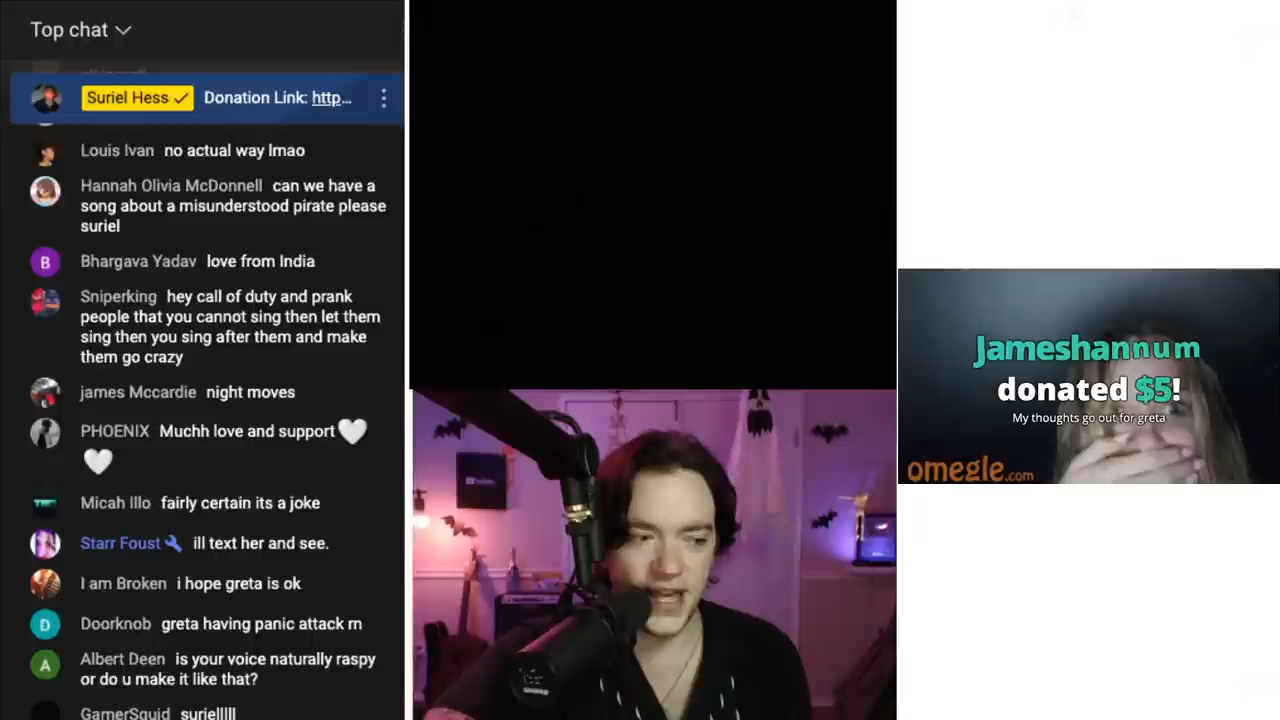 Top chat
Suriel Hess Donation Link: http...
Louis Ivan no actual way lmao
Hannah Olivia McDonnell can we have a
song about a misunderstood pirate please
suriel
B
Bhargava Yadav love from India
Sniperking hey call of duty and prank
people that you cannot sing then let them
sing then you sing after them and make
them go crazy
james Mccardie night moves
PHOENIX Muchh love and support
Micah Illo fairly certain its a joke
Starr Foust ill text her and see.
I am Broken i hope greta is ok
D
Doorknob greta having panic attack rn
A
Albert Deen is your voice naturally raspy
or do u make it like that?
GamerSquid surielllll
Jameshannum
donated $5!
My thoughts go out for greta
omegle.com